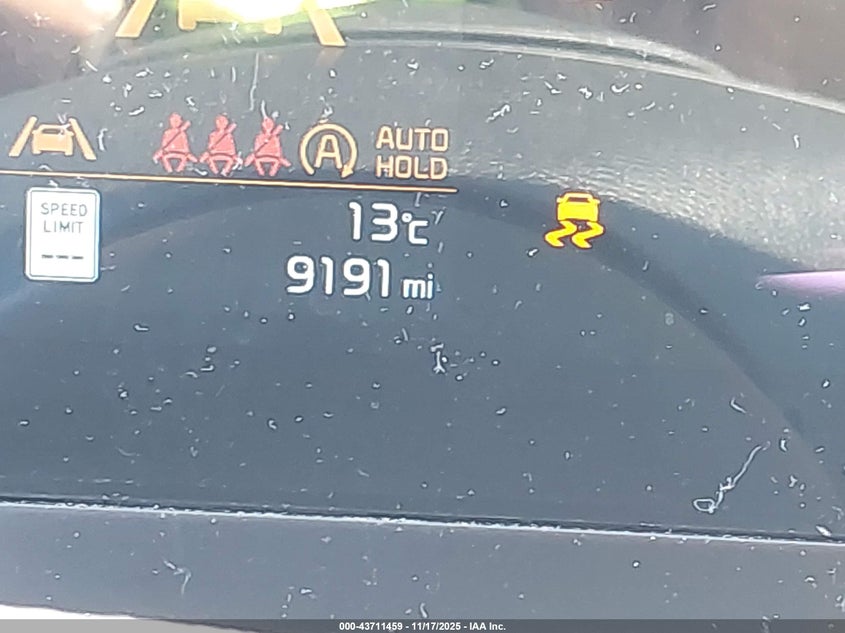 A AUTO
HOLD
SPEED
LIMIT
---
13°C
9191 mi
000-43711459 - 11/17/2025 - IAA Inc.